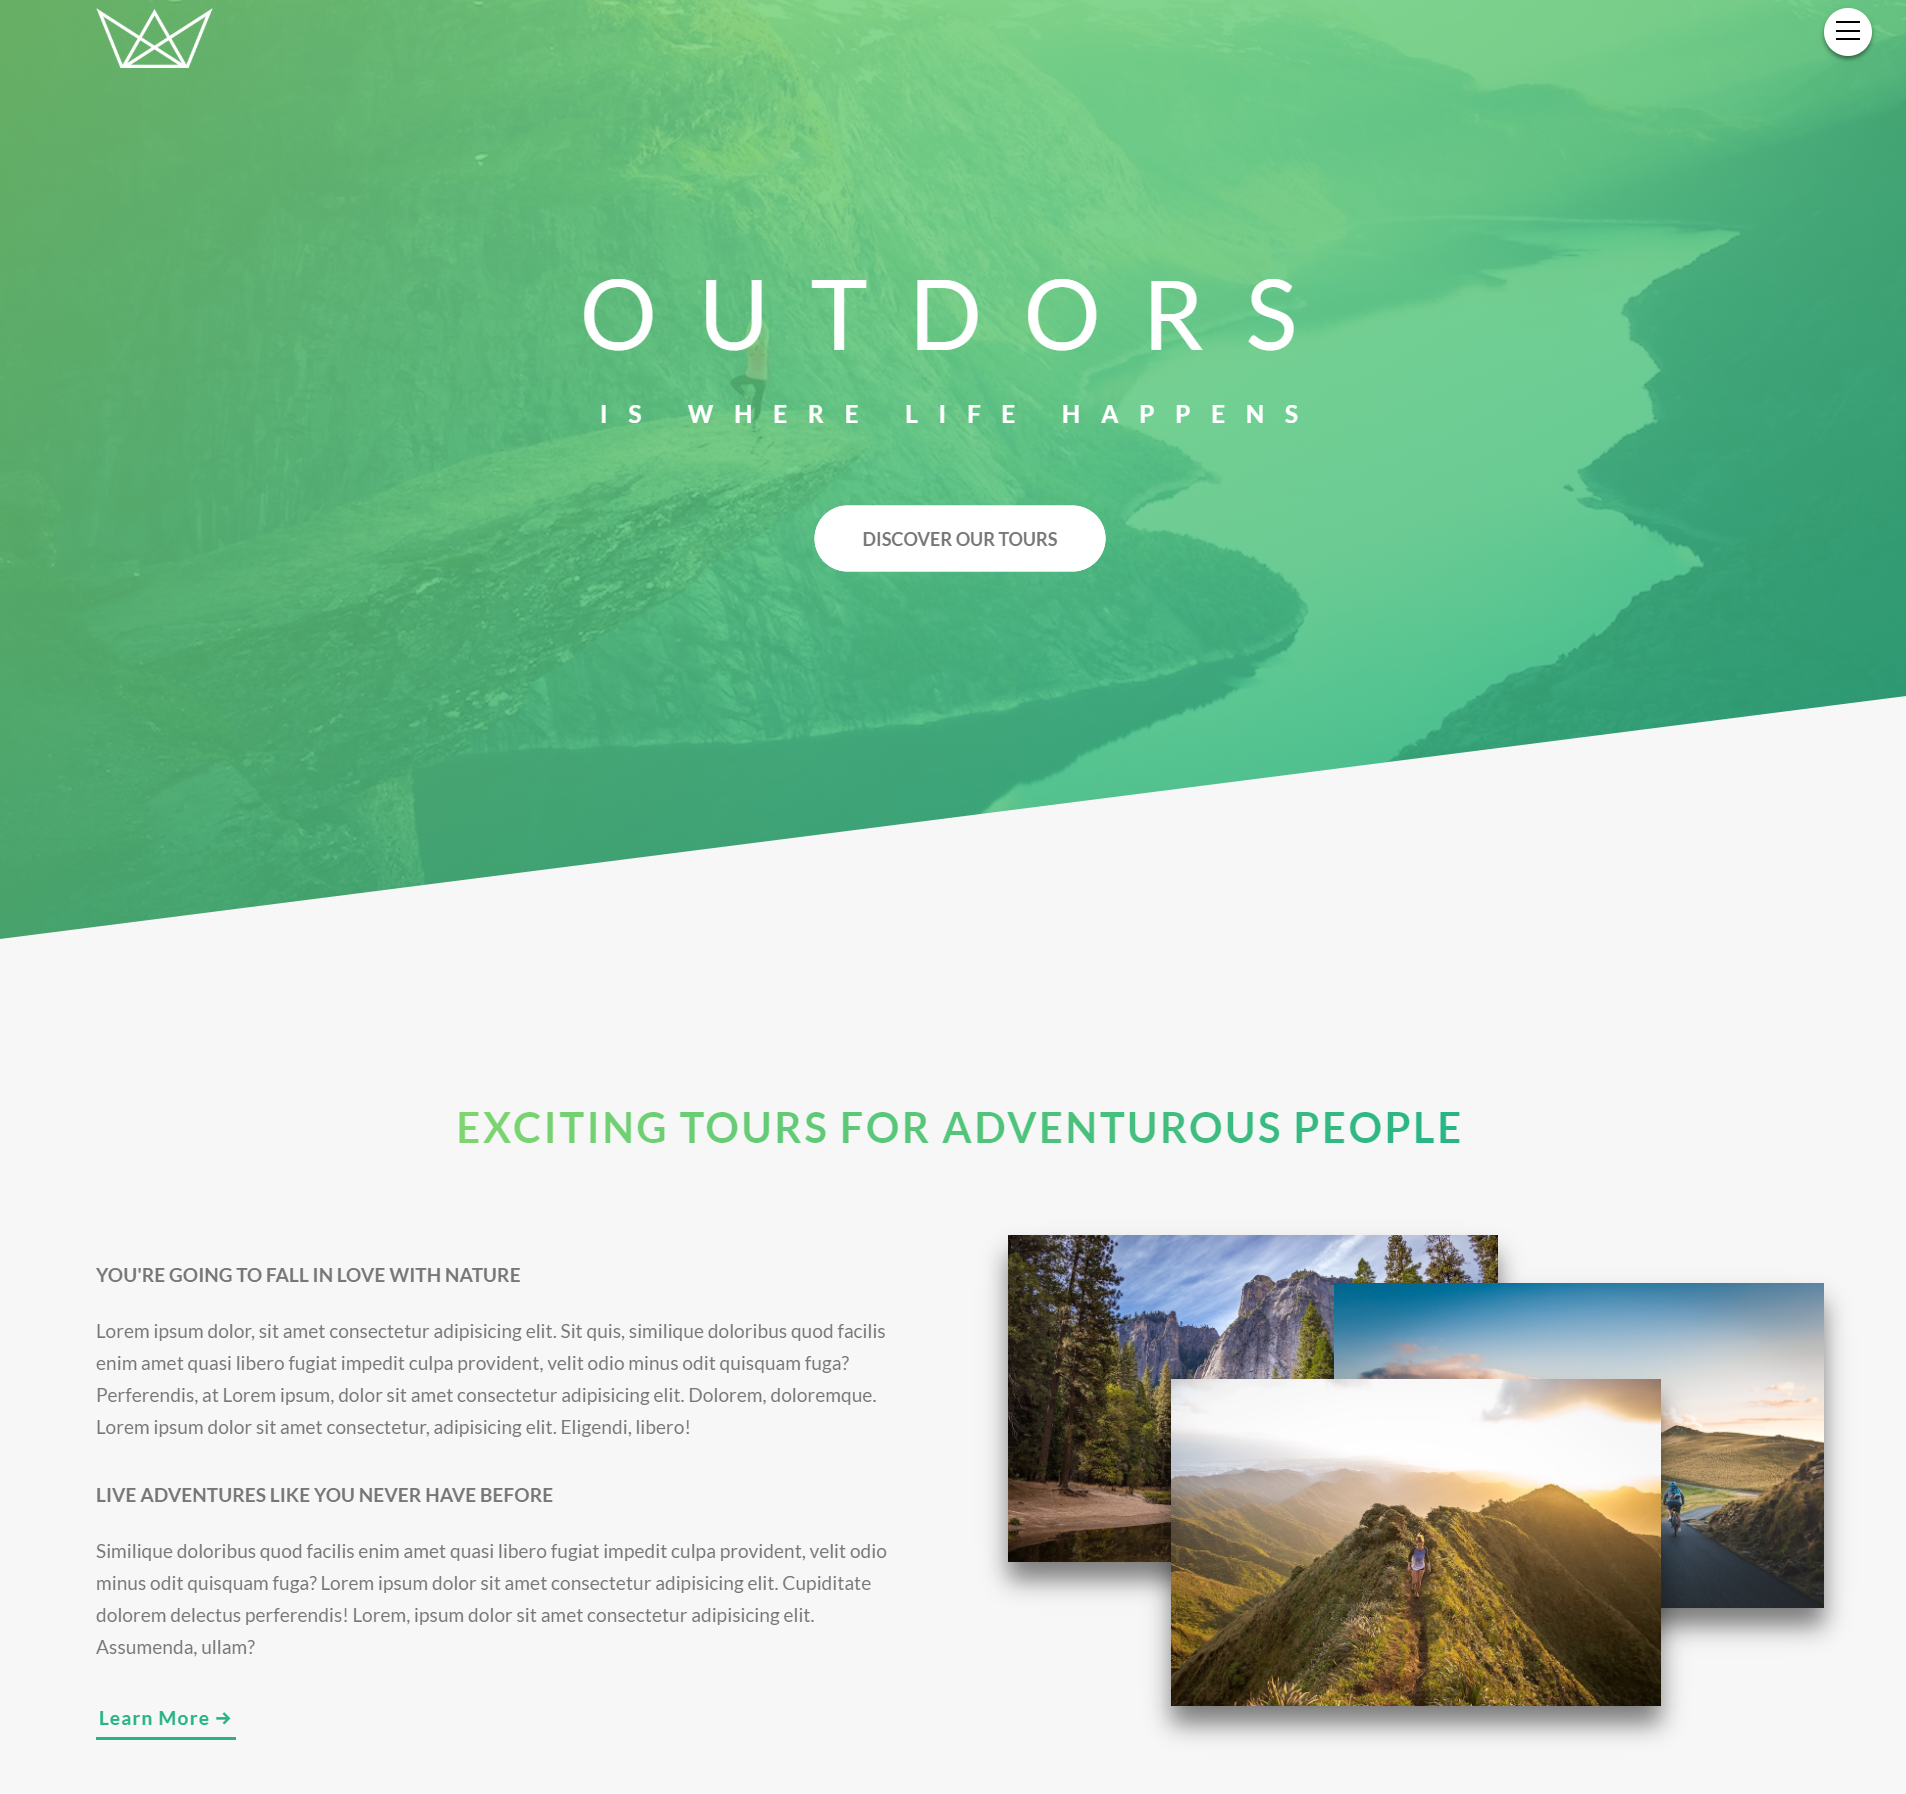 OUTDORS
IS WHERE LIFE HAPPENS
DISCOVER OUR TOURS
EXCITING TOURS FOR ADVENTUROUS PEOPLE
YOU'RE GOING TO FALL IN LOVE WITH NATURE
Lorem ipsum dolor, sit amet consectetur adipisicing elit. Sit quis, similique doloribus quod facilis
enim amet quasi libero fugiat impedit culpa provident, velit odio minus odit quisquam fuga?
Perferendis, at Lorem ipsum, dolor sit amet consectetur adipisicing elit. Dolorem, doloremque.
Lorem ipsum dolor sit amet consectetur, adipisicing elit. Eligendi, libero!
LIVE ADVENTURES LIKE YOU NEVER HAVE BEFORE
Similique doloribus quod facilis enim amet quasi libero fugiat impedit culpa provident, velit odio
minus odit quisquam fuga? Lorem ipsum dolor sit amet consectetur adipisicing elit. Cupiditate
dolorem delectus perferendis! Lorem, ipsum dolor sit amet consectetur adipisicing elit.
Assumenda, ullam?
Learn More →